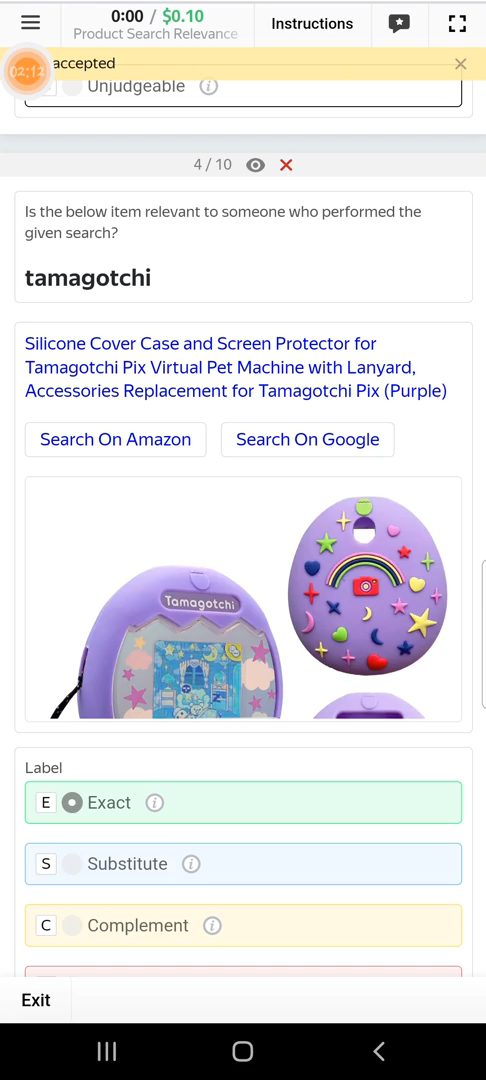 0:00 / $0.10
Product Search Relevance
Instructions
02:12
accepted
Unjudgeable
4 / 10
Is the below item relevant to someone who performed the
given search?
tamagotchi
Silicone Cover Case and Screen Protector for
Tamagotchi Pix Virtual Pet Machine with Lanyard,
Accessories Replacement for Tamagotchi Pix (Purple)
Search On Amazon
Search On Google
Tamagotchi
Label
E Exact
S Substitute
C Complement
Exit